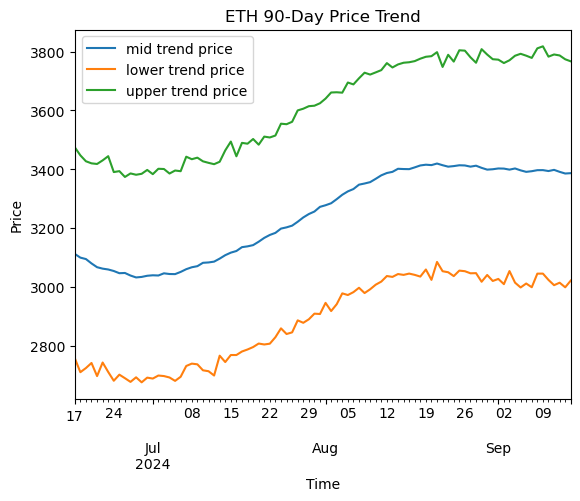 ETH 90-Day Price Trend
mid trend price
lower trend price
upper trend price
Price
3800
3600
3400
3200
3000
2800
17 24 08 15 22 29 05 12 19 26 02 09
Jul Aug Sep
2024
Time